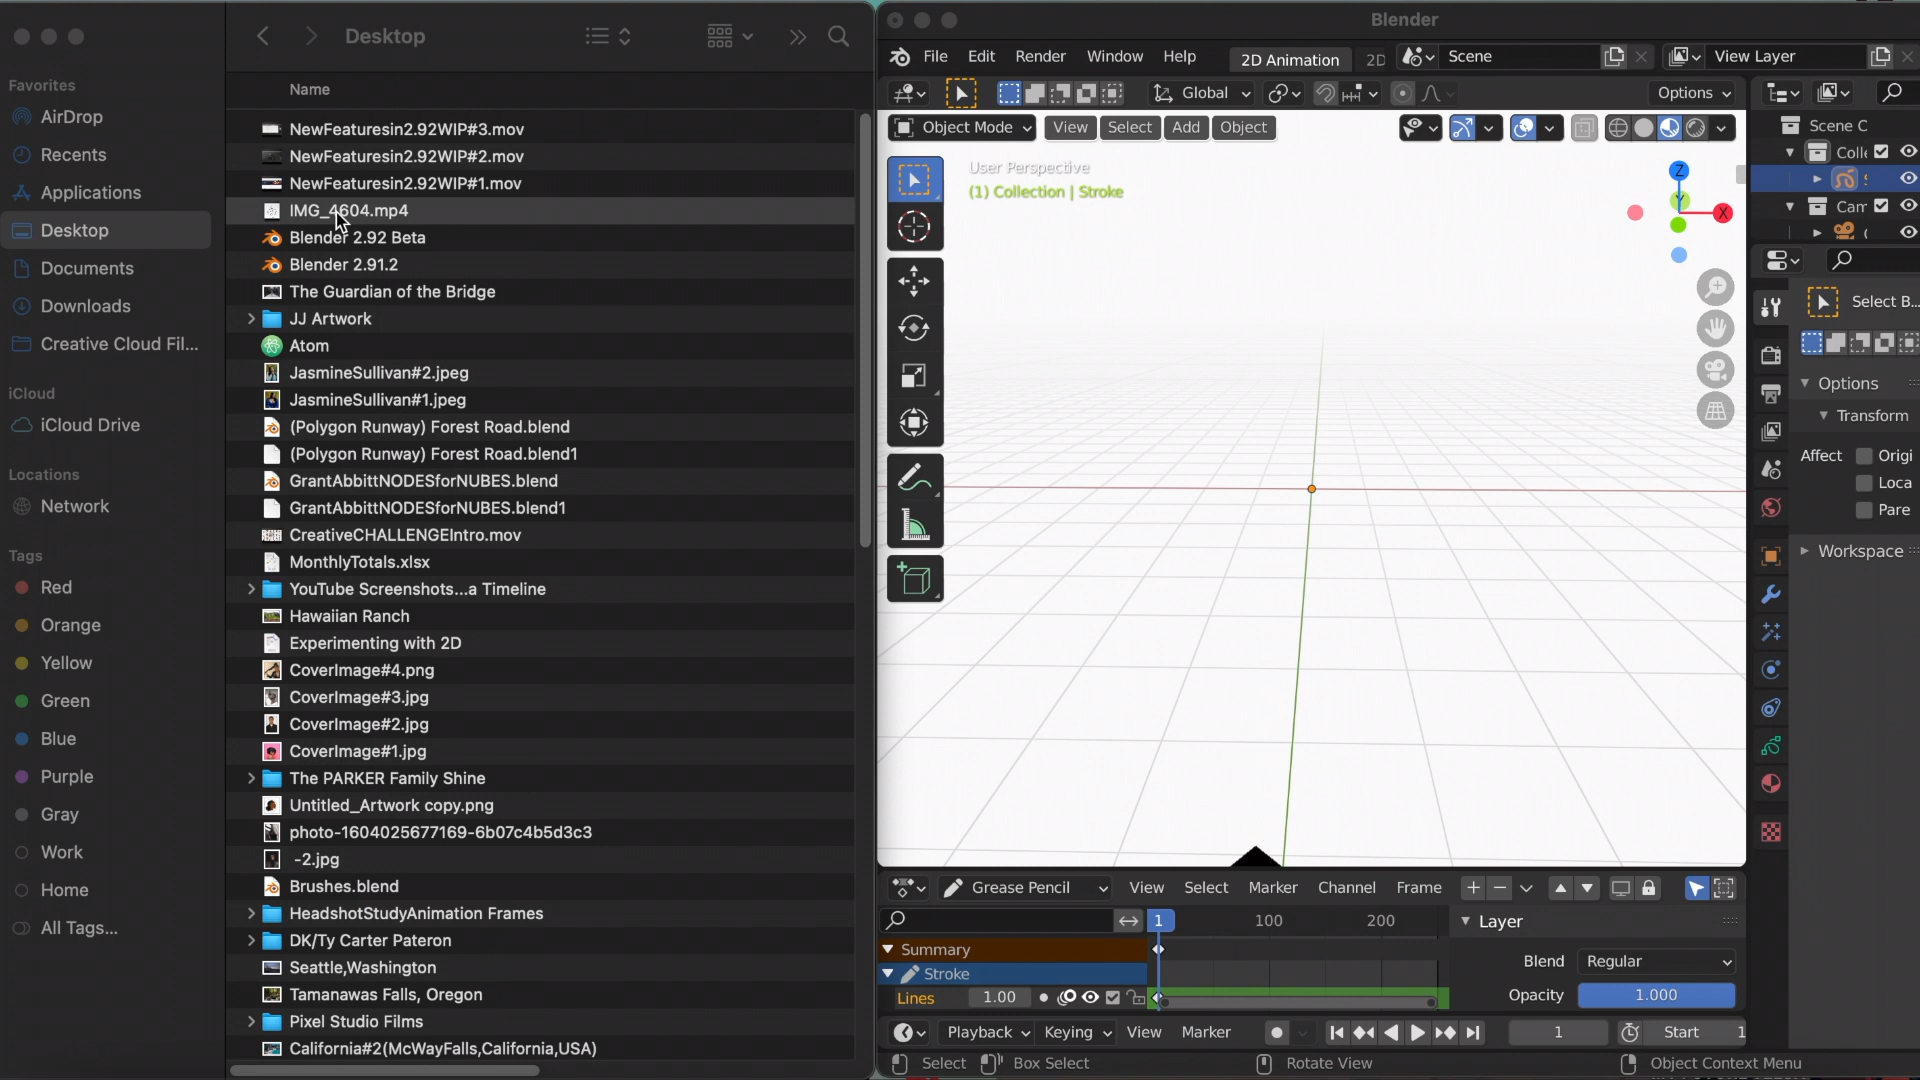 Desktop
Favorites
AirDrop
Recents
Applications
Desktop
Documents
Downloads
Creative Cloud Fil...
iCloud
iCloud Drive
Locations
Network
Tags
Red
Orange
Yellow
Green
Blue
Purple
Gray
Work
Home
All Tags...
Name
NewFeaturesin2.92WIP#3.mov
NewFeaturesin2.92WIP#2.mov
NewFeaturesin2.92WIP#1.mov
IMG_4604.mp4
Blender 2.92 Beta
Blender 2.91.2
The Guardian of the Bridge
JJ Artwork
Atom
JasmineSullivan#2.jpeg
JasmineSullivan#1.jpeg
(Polygon Runway) Forest Road.blend
(Polygon Runway) Forest Road.blend1
GrantAbbittNODESforNUBES.blend
GrantAbbittNODESforNUBES.blend1
CreativeCHALLENGEIntro.mov
MonthlyTotals.xlsx
YouTube Screenshots...a Timeline
Hawaiian Ranch
Experimenting with 2D
CoverImage#4.png
CoverImage#3.jpg
CoverImage#2.jpg
CoverImage#1.jpg
The PARKER Family Shine
Untitled_Artwork copy.png
photo-1604025677169-6b07c4b5d3c3
-2.jpg
Brushes.blend
HeadshotStudyAnimation Frames
DK/Ty Carter Pateron
Seattle,Washington
Tamanawas Falls, Oregon
Pixel Studio Films
California#2(McWayFalls,California,USA)
Blender
File Edit Render Window Help 2D Animation 2D Scene View Layer
Global Options
Object Mode View Select Add Object
User Perspective
(1) Collection | Stroke
Z
Y
X
Scene C
Colle
Cam
Select B...
Options
Transform
Affect Origi
Loca
Pare
Workspace
Grease Pencil View Select Marker Channel Frame
1 100 200
Summary
Stroke
Lines 1.00
Layer
Blend Regular
Opacity 1.000
Playback Keying View Marker 1 Start 1
Select Box Select Rotate View Object Context Menu